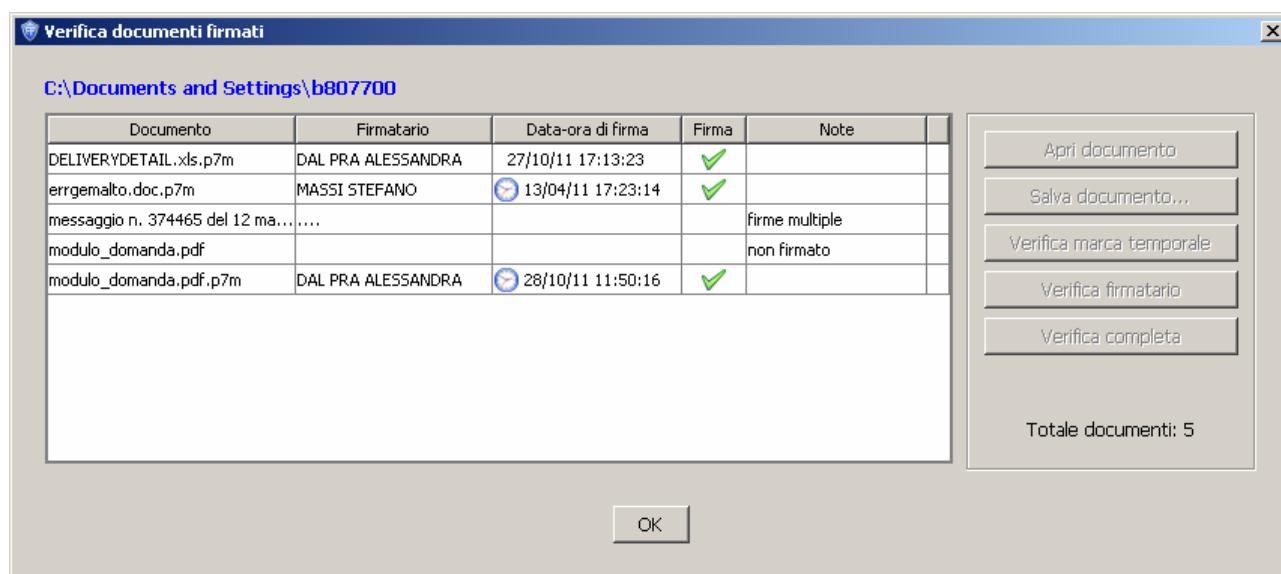 Verifica documenti firmati
C:\Documents and Settings\b807700
Documento Firmatario Data-ora di firma Firma Note
DELIVERYDETAIL.xls.p7m DAL PRA ALESSANDRA 27/10/11 17:13:23
errgemalto.doc.p7m MASSI STEFANO 13/04/11 17:23:14
messaggio n. 374465 del 12 ma... .... firme multiple
modulo_domanda.pdf non firmato
modulo_domanda.pdf.p7m DAL PRA ALESSANDRA 28/10/11 11:50:16
Apri documento
Salva documento...
Verifica marca temporale
Verifica firmatario
Verifica completa
Totale documenti: 5
OK